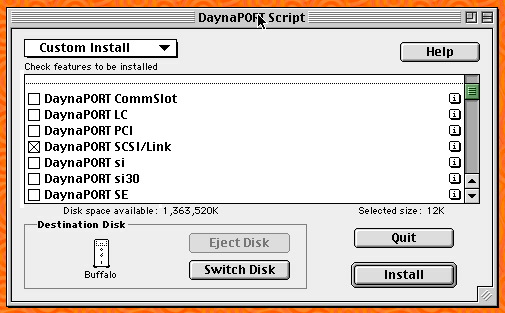 DaynaPORT Script
Custom Install
Help
Check features to be installed
DaynaPORT CommSlot
DaynaPORT LC
DaynaPORT PCI
DaynaPORT SCSI/Link
DaynaPORT si
DaynaPORT si30
DaynaPORT SE
Disk space available: 1,363,520K
Selected size: 12K
Destination Disk
Eject Disk
Quit
Buffalo
Switch Disk
Install